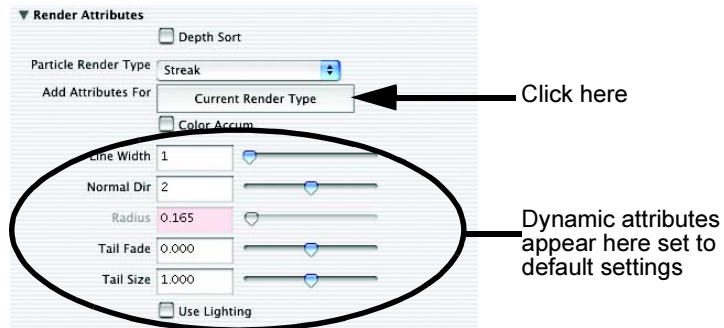 Render Attributes
Depth Sort
Particle Render Type Streak
Add Attributes For Current Render Type
Click here
Color Accum
Line Width 1
Normal Dir 2
Radius 0.165
Tail Fade 0.000
Tail Size 1.000
Use Lighting
Dynamic attributes
appear here set to
default settings